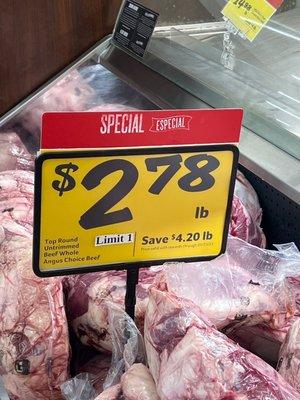 SPECIAL ESPECIAL
$2.78
lb
Limit 1
Save $4.20 lb
Top Round
Untrimmed
Beef Whole
Angus Choice Beef